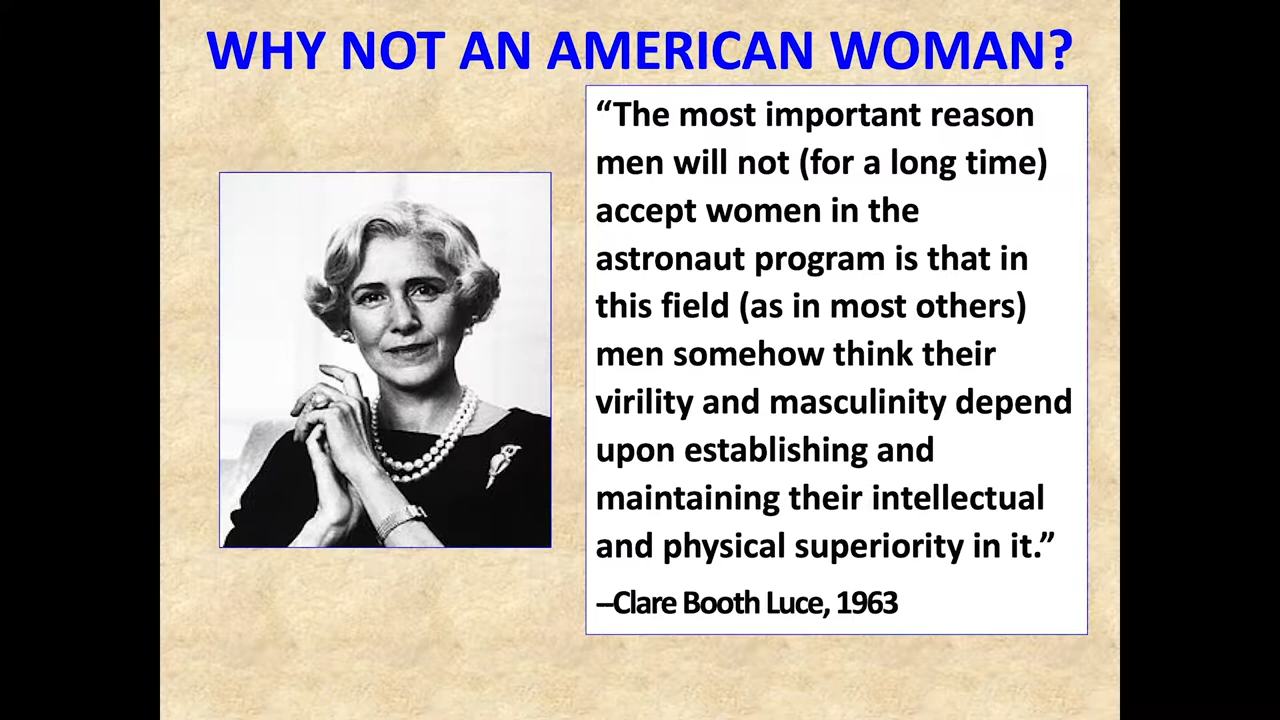 WHY NOT AN AMERICAN WOMAN?
“The most important reason
men will not (for a long time)
accept women in the
astronaut program is that in
this field (as in most others)
men somehow think their
virility and masculinity depend
upon establishing and
maintaining their intellectual
and physical superiority in it.”
–Clare Booth Luce, 1963